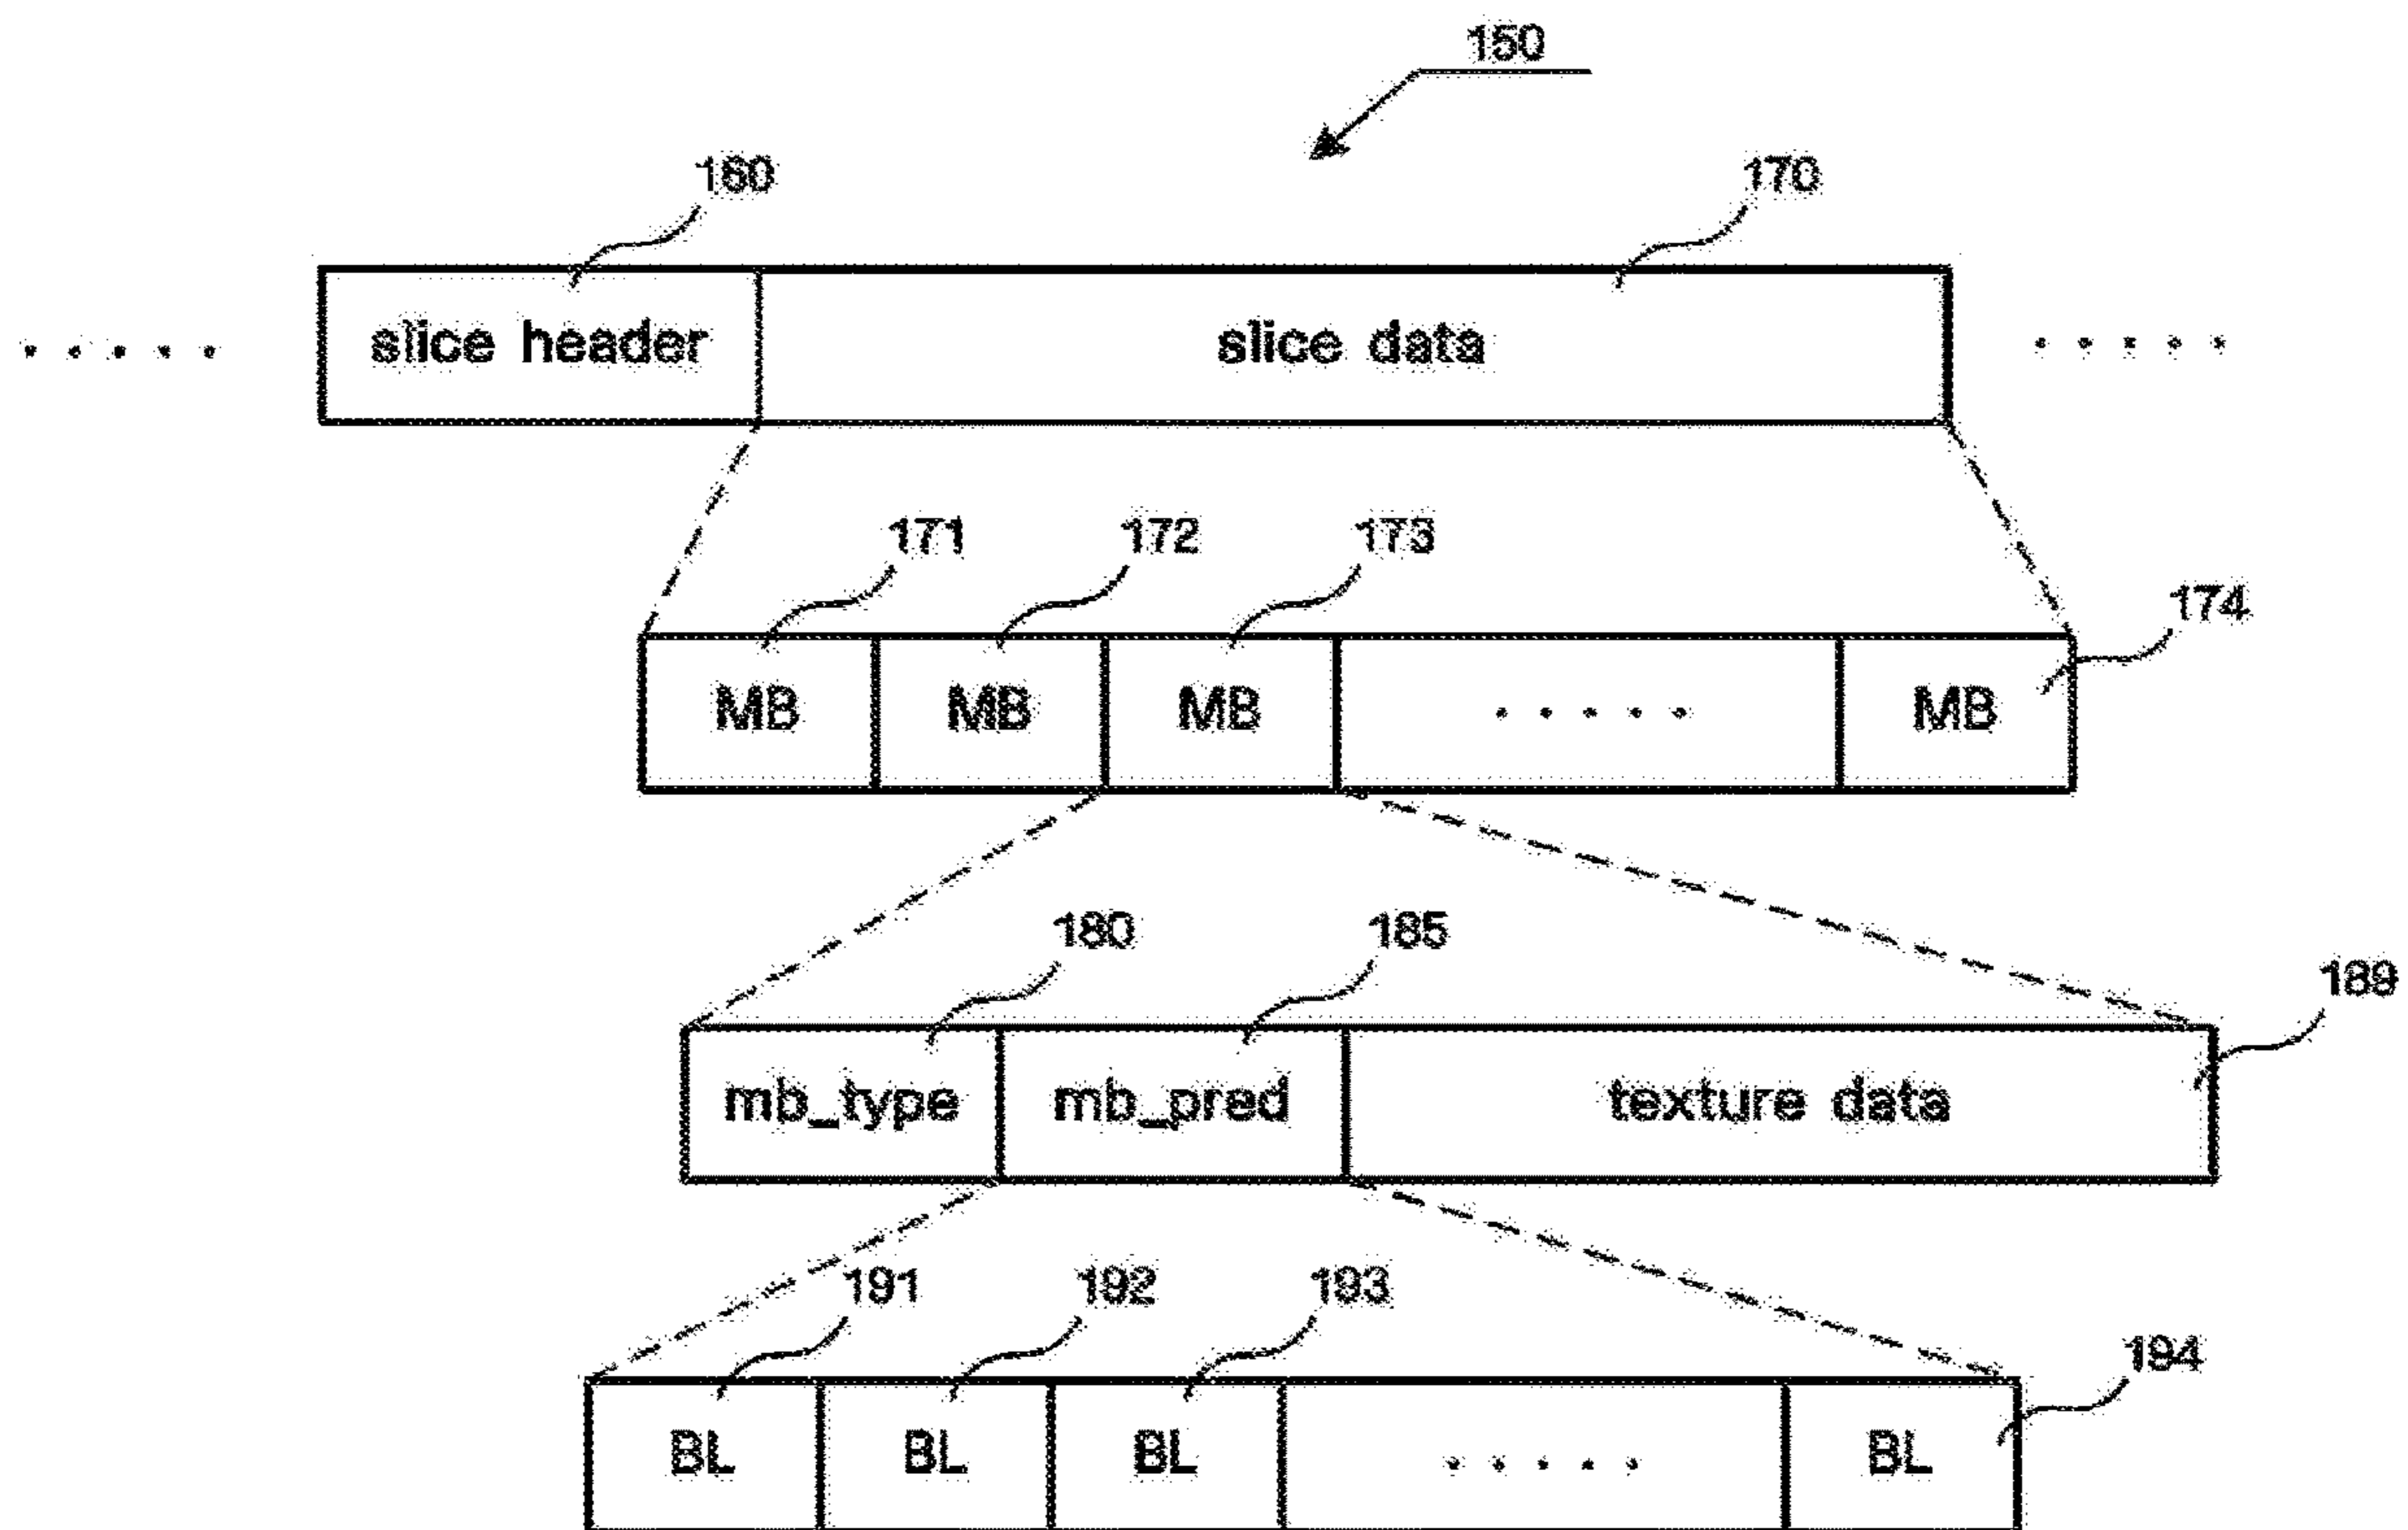 150
160 170
..... slice header slice data .....
171 172 173
174
MB MB MB ..... MB
180 185
189
mb_type mb_pred texture data
191 192 193
194
BL BL BL ..... BL